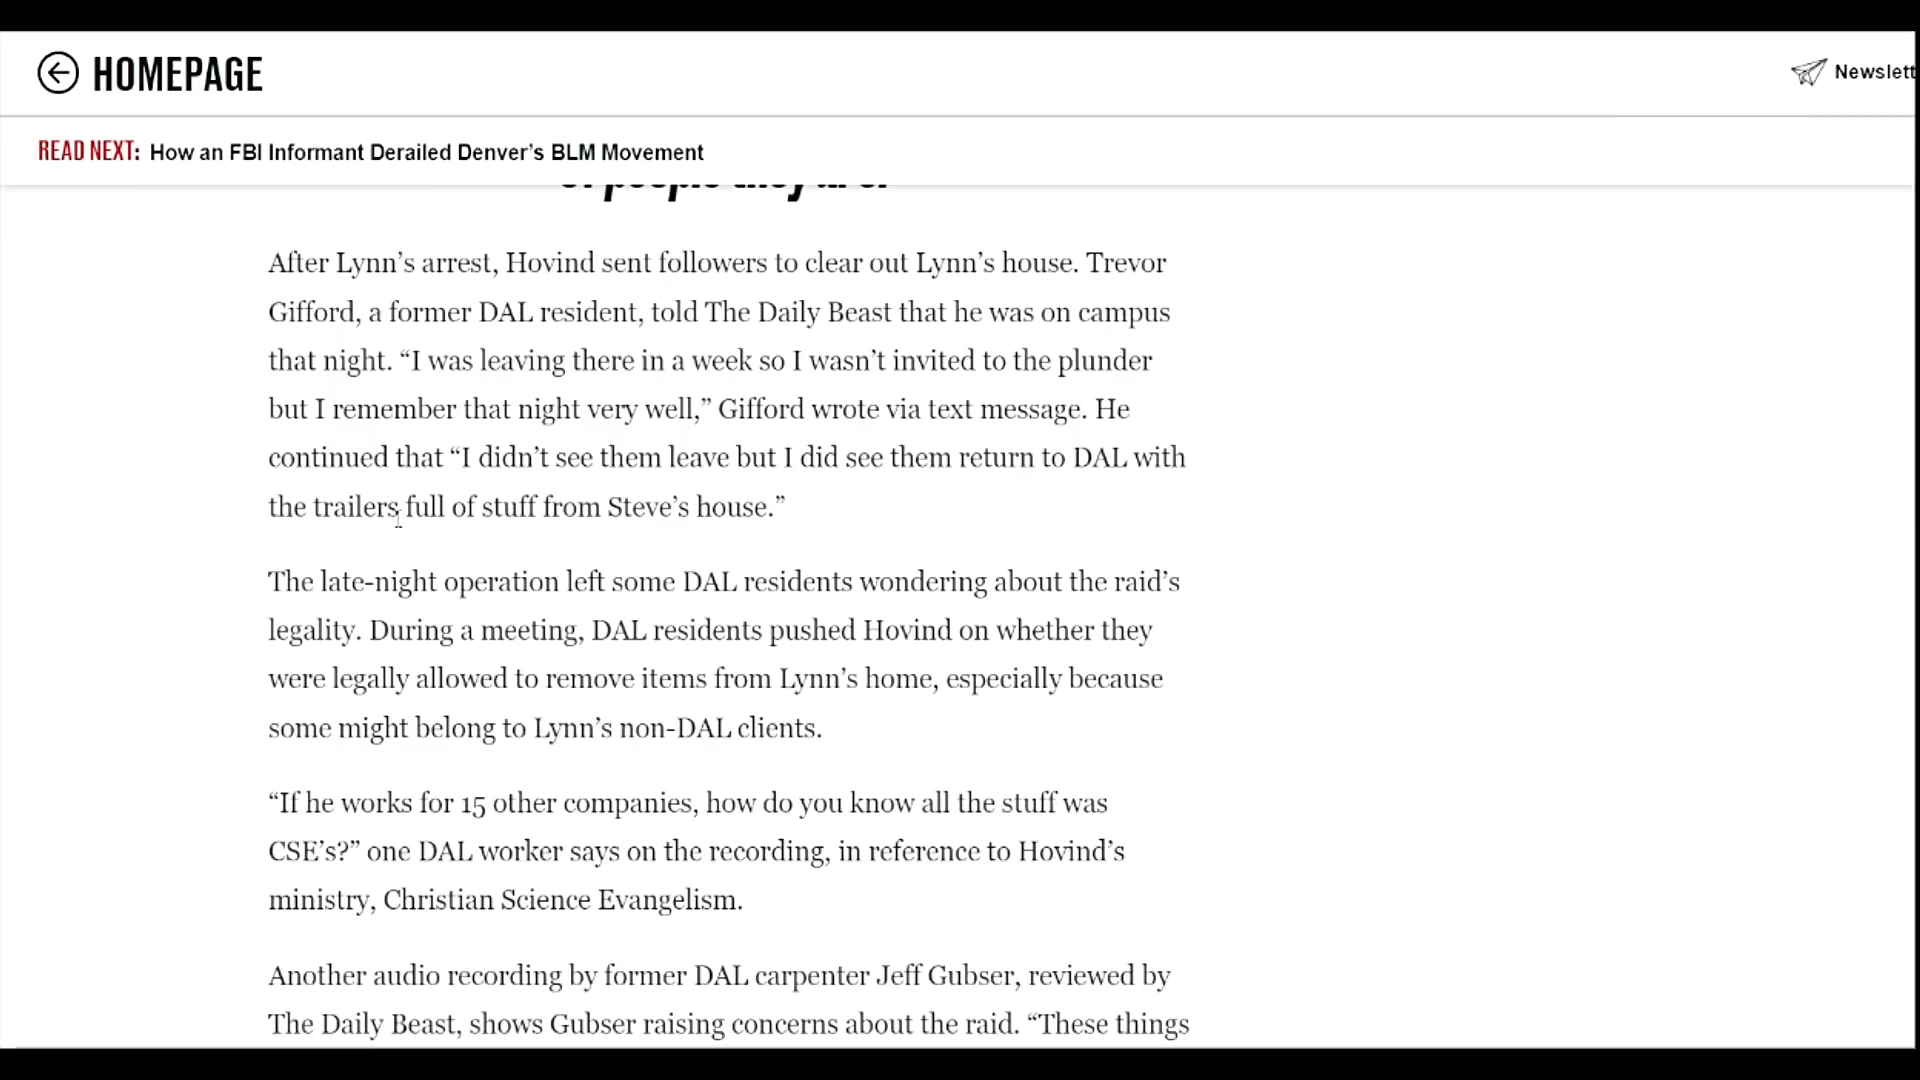 HOMEPAGE
Newslett
READ NEXT: How an FBI Informant Derailed Denver’s BLM Movement
After Lynn’s arrest, Hovind sent followers to clear out Lynn’s house. Trevor
Gifford, a former DAL resident, told The Daily Beast that he was on campus
that night. “I was leaving there in a week so I wasn’t invited to the plunder
but I remember that night very well,” Gifford wrote via text message. He
continued that “I didn’t see them leave but I did see them return to DAL with
the trailers full of stuff from Steve’s house.”
The late-night operation left some DAL residents wondering about the raid’s
legality. During a meeting, DAL residents pushed Hovind on whether they
were legally allowed to remove items from Lynn’s home, especially because
some might belong to Lynn’s non-DAL clients.
“If he works for 15 other companies, how do you know all the stuff was
CSE’s?” one DAL worker says on the recording, in reference to Hovind’s
ministry, Christian Science Evangelism.
Another audio recording by former DAL carpenter Jeff Gubser, reviewed by
The Daily Beast, shows Gubser raising concerns about the raid. “These things